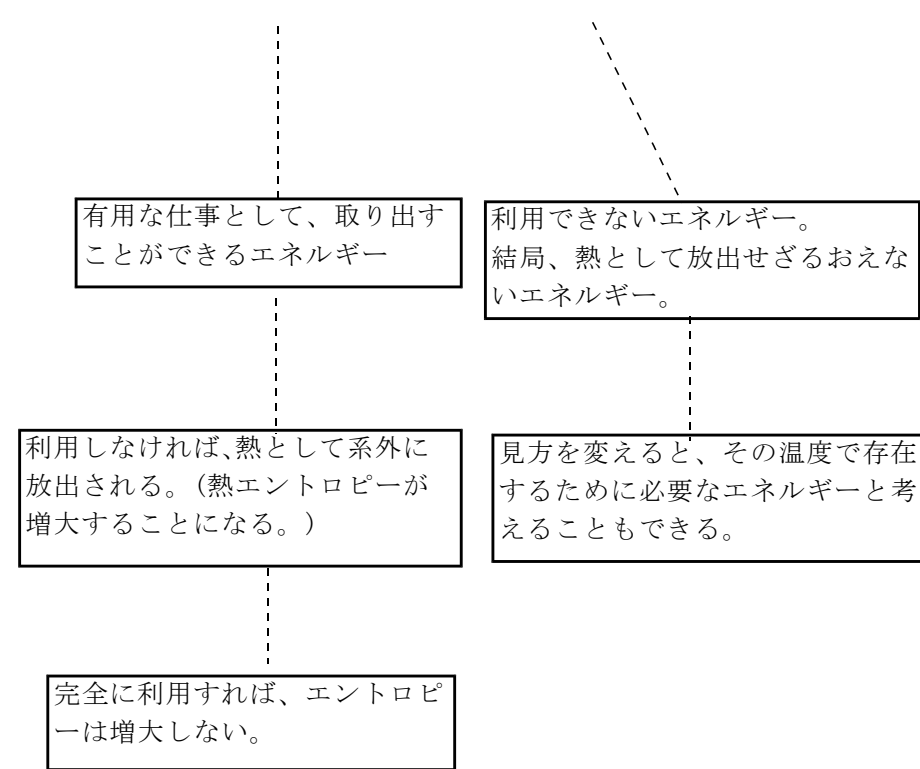 有用な仕事として、取り出す
ことができるエネルギー
利用できないエネルギー。
結局、熱として放出せざるおえな
いエネルギー。
利用しなければ、熱として系外に
放出される。(熱エントロピーが
増大することになる。)
見方を変えると、その温度で存在
するために必要なエネルギーと考
えることもできる。
完全に利用すれば、エントロピ
ーは増大しない。